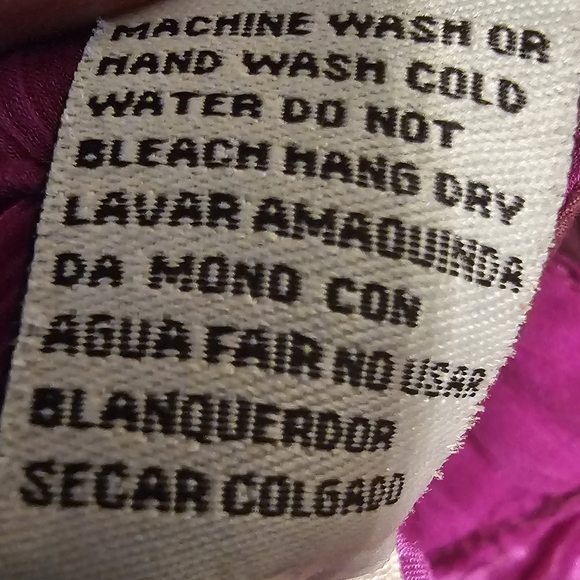 MACHINE WASH OR
HAND WASH COLD
WATER DO NOT
BLEACH HANG DRY
LAVAR AMAQUINDA
DA MONO CON
AGUA FAIR NO USAR
BLANQUERDOR
SECAR COLGADO